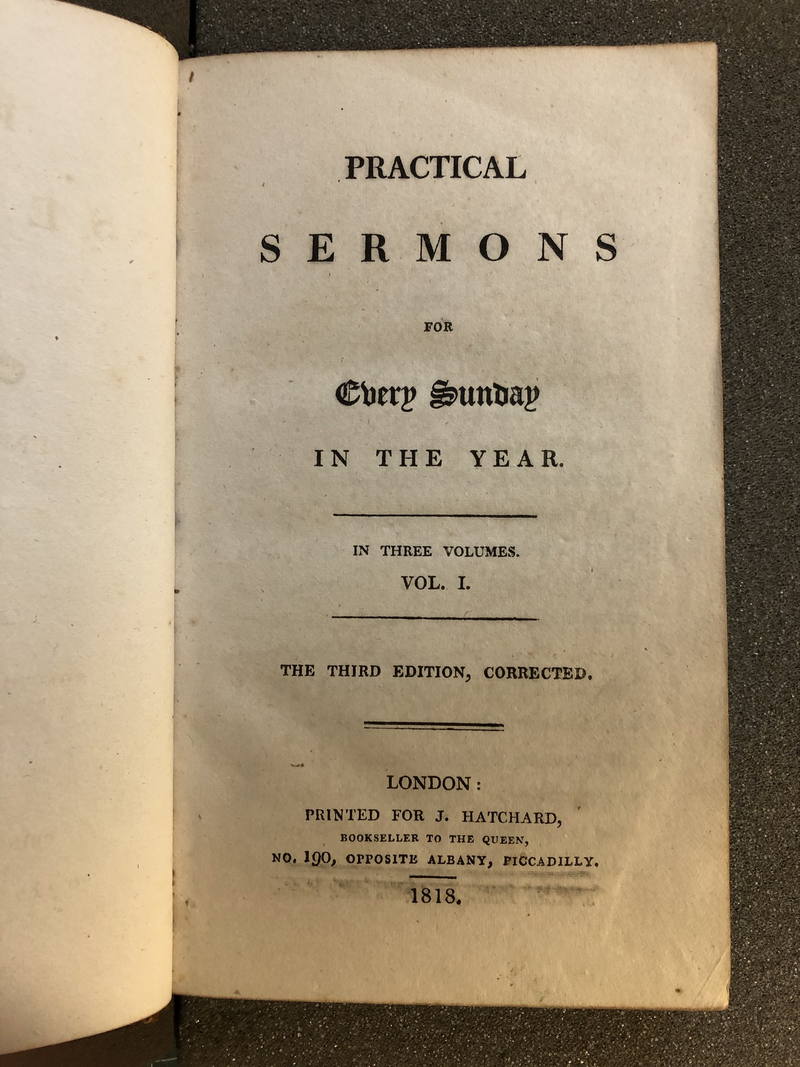 PRACTICAL
SERMONS
FOR
Every Sunday
IN THE YEAR.
IN THREE VOLUMES.
VOL. I.
THE THIRD EDITION, CORRECTED.
LONDON:
PRINTED FOR J. HATCHARD,
BOOKSELLER TO THE QUEEN,
NO. 190, OPPOSITE ALBANY, PICCADILLY.
1818.